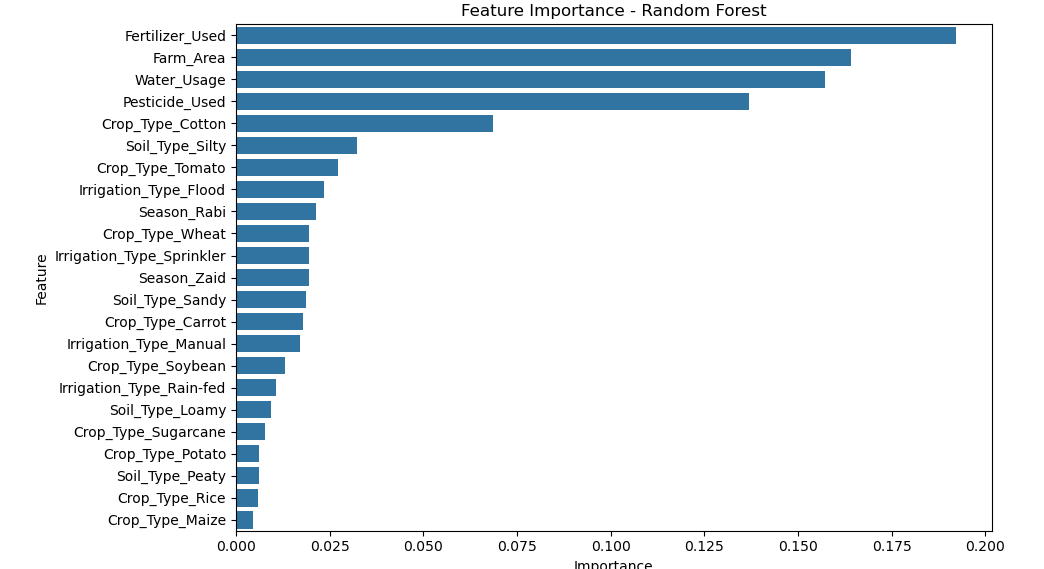 Feature Importance - Random Forest
Fertilizer_Used
Farm_Area
Water_Usage
Pesticide_Used
Crop_Type_Cotton
Soil_Type_Silty
Crop_Type_Tomato
Irrigation_Type_Flood
Season_Rabi
Crop_Type_Wheat
Irrigation_Type_Sprinkler
Season_Zaid
Soil_Type_Sandy
Crop_Type_Carrot
Irrigation_Type_Manual
Crop_Type_Soybean
Irrigation_Type_Rain-fed
Soil_Type_Loamy
Crop_Type_Sugarcane
Crop_Type_Potato
Soil_Type_Peaty
Crop_Type_Rice
Crop_Type_Maize
Feature
0.000 0.025 0.050 0.075 0.100 0.125 0.150 0.175 0.200
Importance